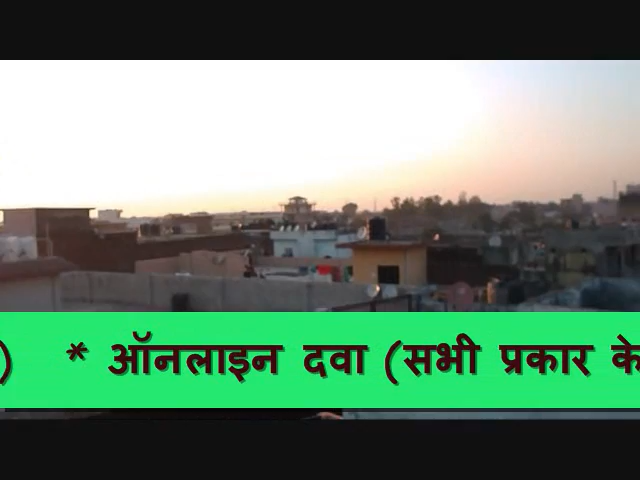 ) * ऑनलाइन दवा (सभी प्रकार के